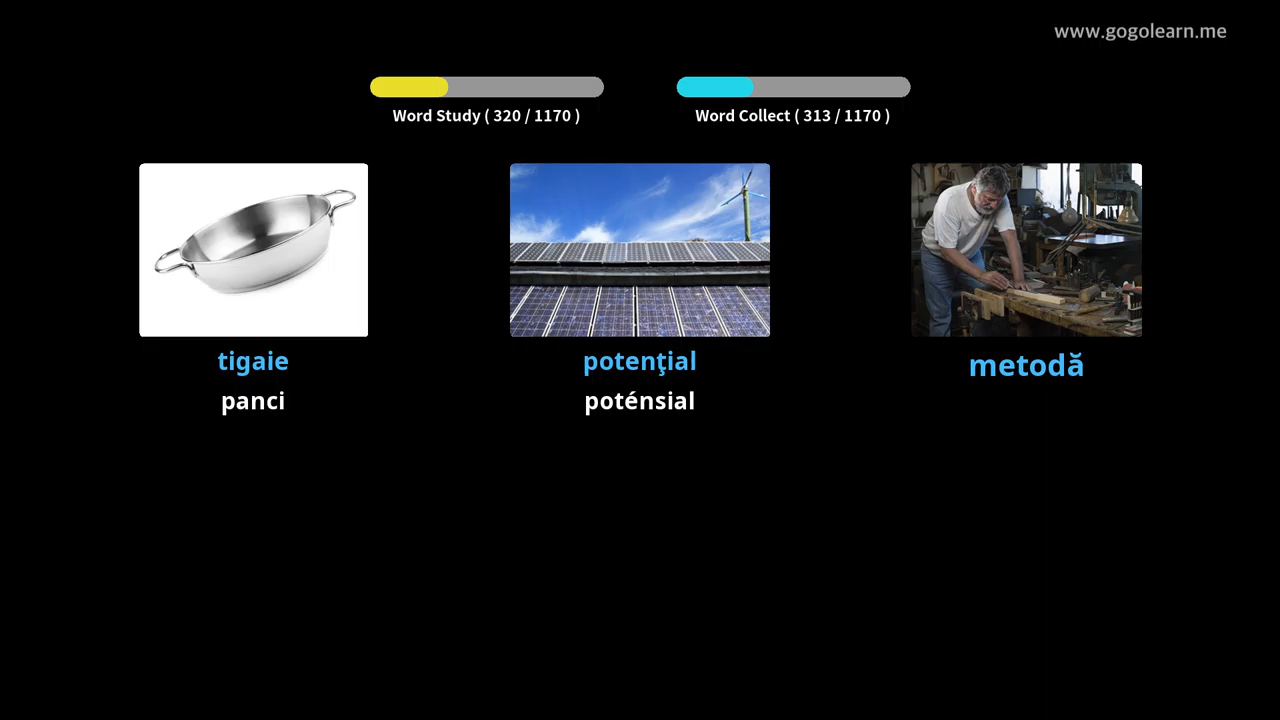 www.gogolearn.me
Word Study ( 320 / 1170 )
Word Collect ( 313 / 1170 )
tigaie
potenţial
metodă
panci
poténsial